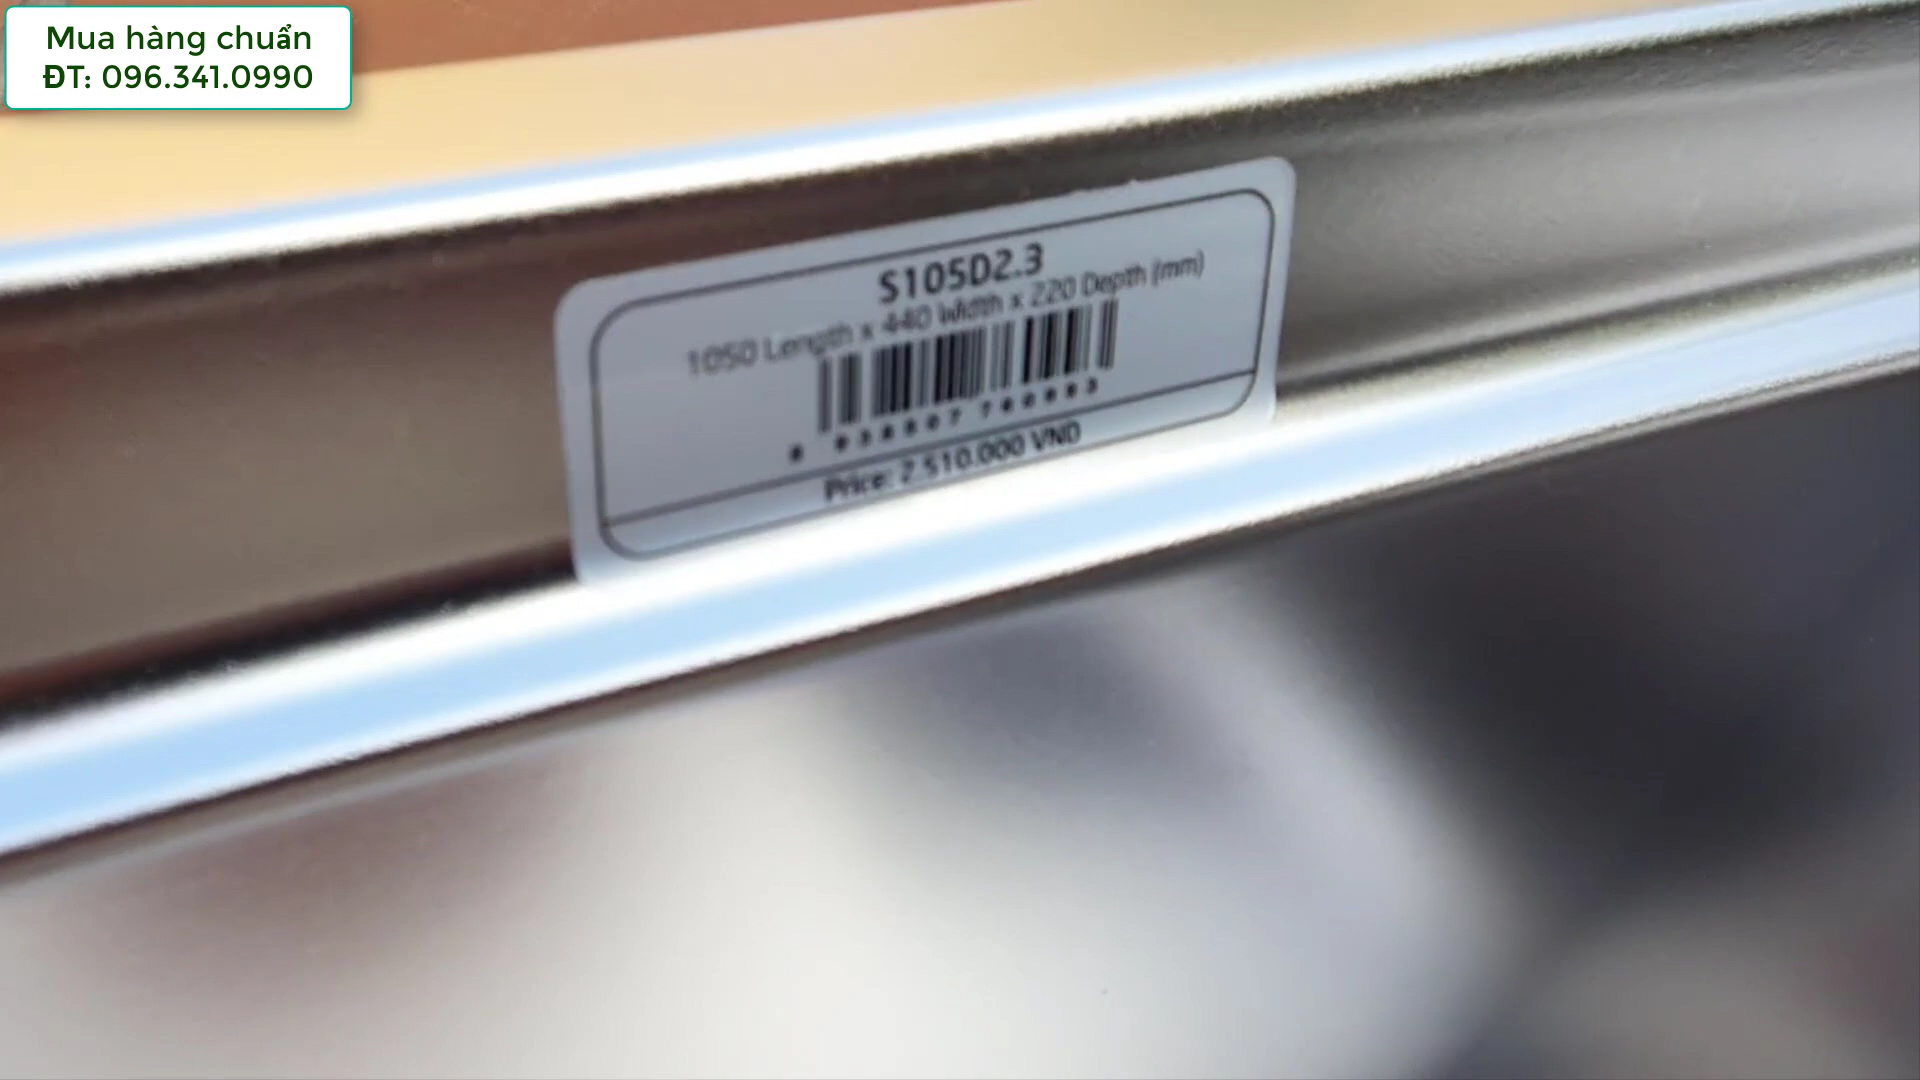 Mua hàng chuẩn
ĐT: 096.341.0990
S105D2.3
1050 Length x 440 Width x 220 Depth (mm)
Price: 2.510.000 VND